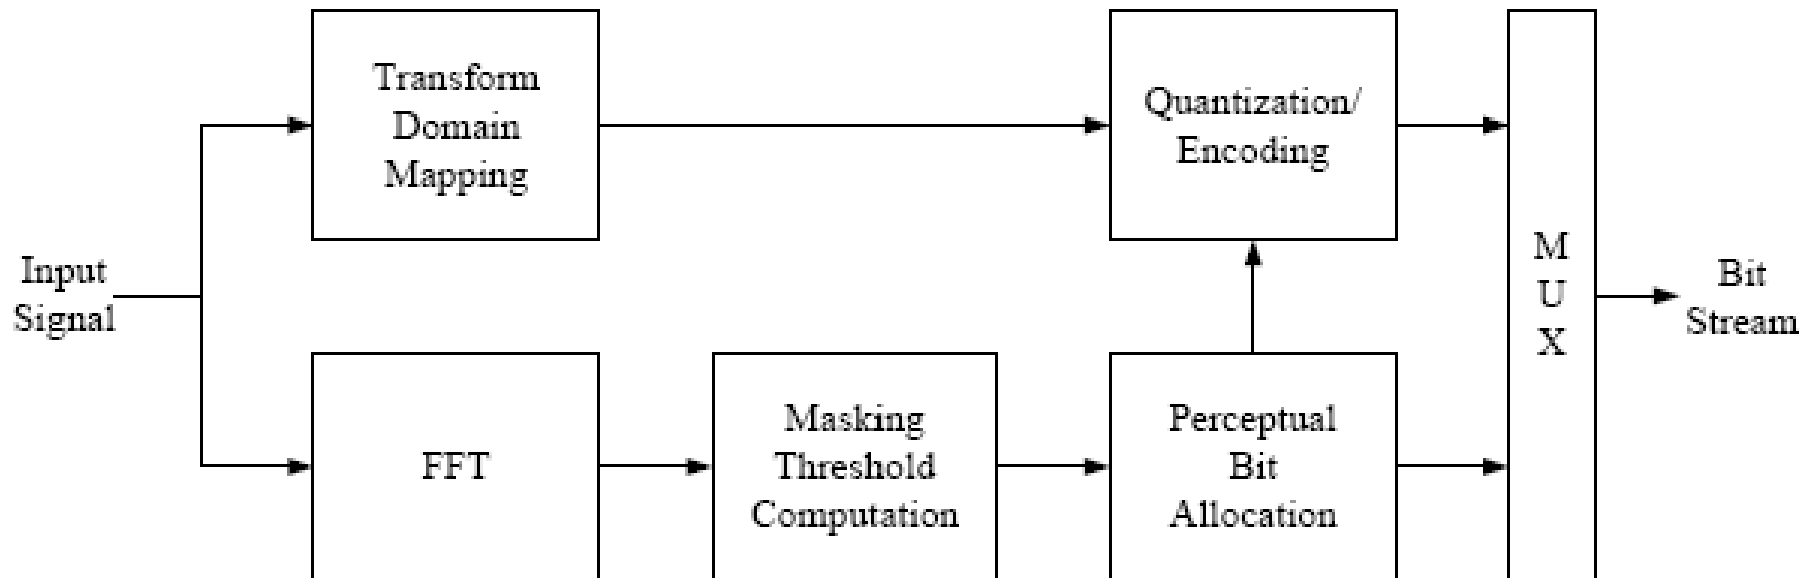 Input
Signal
Transform
Domain
Mapping
Quantization/
Encoding
FFT
Masking
Threshold
Computation
Perceptual
Bit
Allocation
M
U
X
Bit
Stream